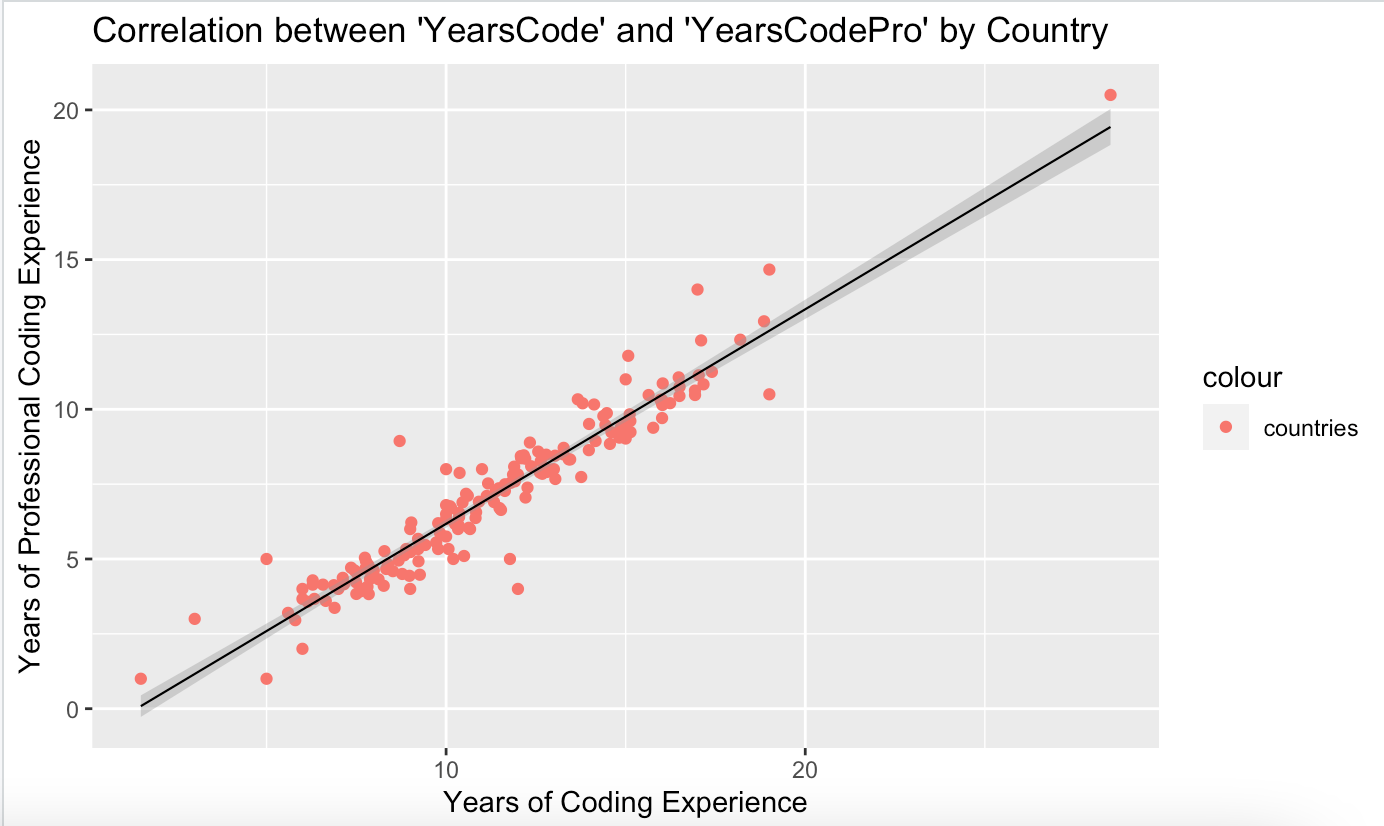 Correlation between 'YearsCode' and 'YearsCodePro' by Country
Years of Professional Coding Experience
20
15
10
5
0
10 20
Years of Coding Experience
colour
countries